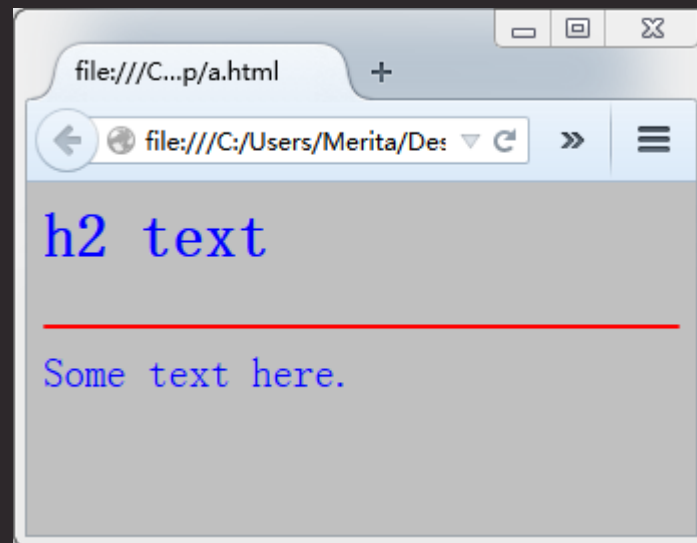 file:///C...p/a.html
file:///C:/Users/Merita/Des
h2 text
Some text here.